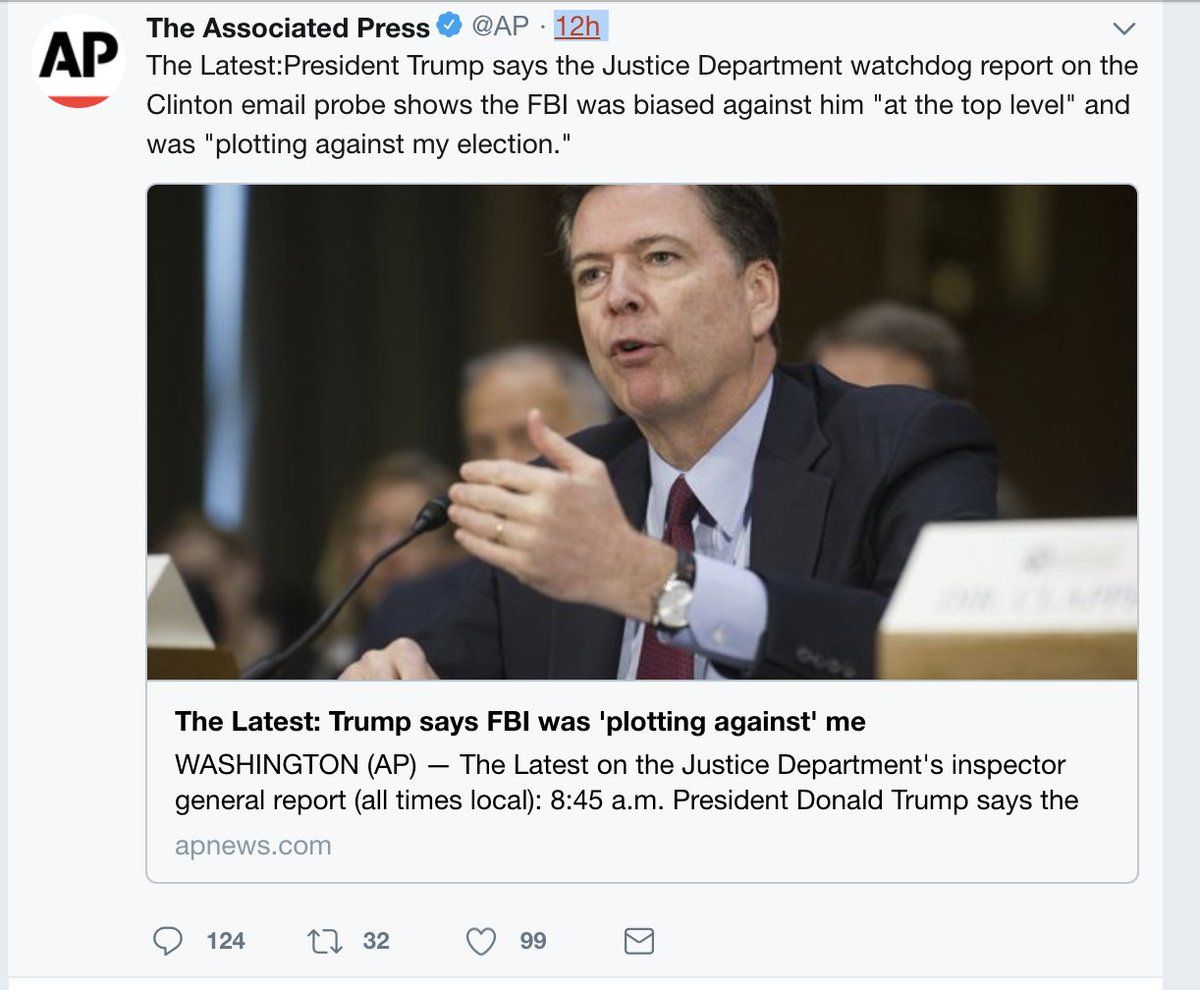 AP
The Associated Press @AP · 12h
The Latest:President Trump says the Justice Department watchdog report on the
Clinton email probe shows the FBI was biased against him "at the top level" and
was "plotting against my election."
The Latest: Trump says FBI was 'plotting against' me
WASHINGTON (AP) — The Latest on the Justice Department's inspector
general report (all times local): 8:45 a.m. President Donald Trump says the
apnews.com
124 32 99